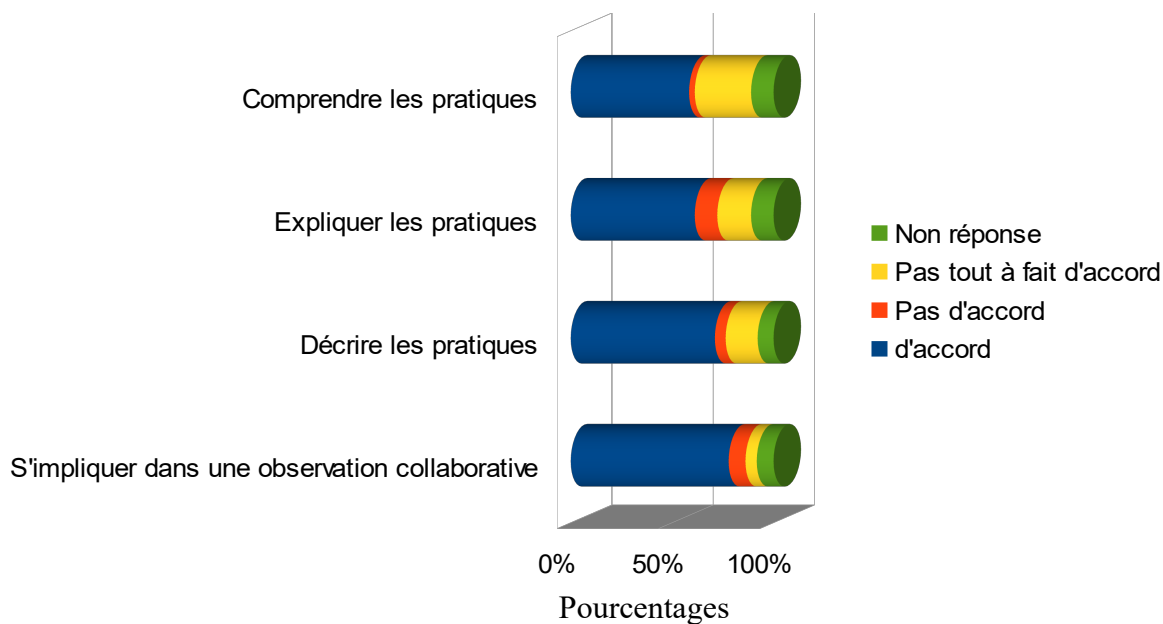 Comprendre les pratiques
Expliquer les pratiques
Décrire les pratiques
S'impliquer dans une observation collaborative
Non réponse
Pas tout à fait d'accord
Pas d'accord
d'accord
0% 50% 100%
Pourcentages